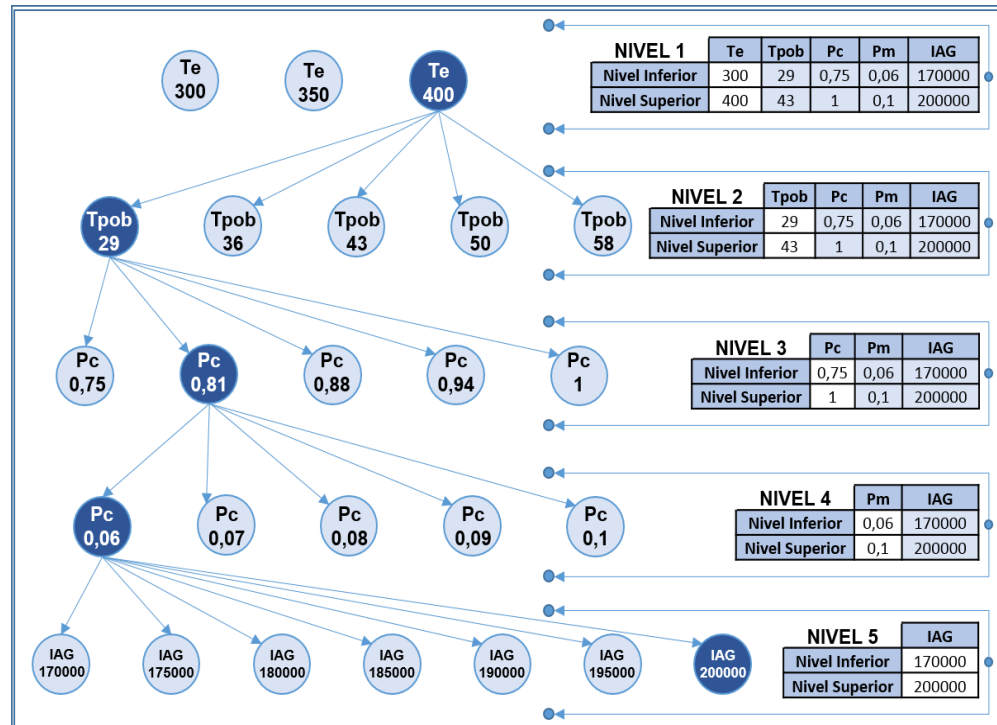 Te 300
Te 350
Te 400
NIVEL 1 Te Tpob Pc Pm IAG
Nivel Inferior 300 29 0,75 0,06 170000
Nivel Superior 400 43 1 0,1 200000
Tpob 29
Tpob 36
Tpob 43
Tpob 50
Tpob 58
NIVEL 2 Tpob Pc Pm IAG
Nivel Inferior 29 0,75 0,06 170000
Nivel Superior 43 1 0,1 200000
Pc 0,75
Pc 0,81
Pc 0,88
Pc 0,94
Pc 1
NIVEL 3 Pc Pm IAG
Nivel Inferior 0,75 0,06 170000
Nivel Superior 1 0,1 200000
Pc 0,06
Pc 0,07
Pc 0,08
Pc 0,09
Pc 0,1
NIVEL 4 Pm IAG
Nivel Inferior 0,06 170000
Nivel Superior 0,1 200000
IAG 170000
IAG 175000
IAG 180000
IAG 185000
IAG 190000
IAG 195000
IAG 200000
NIVEL 5 IAG
Nivel Inferior 170000
Nivel Superior 200000